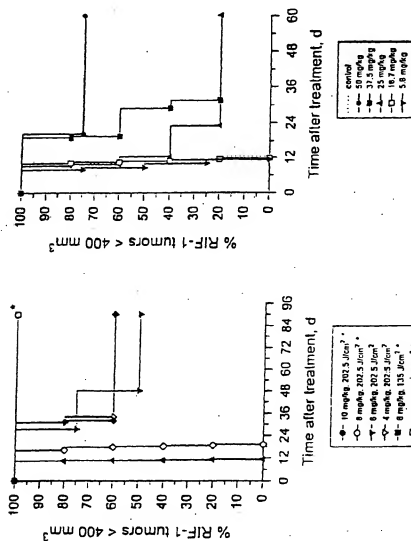 % RIF-1 tumors < 400 mm³
100
90
80
70
60
50
40
30
20
10
0
*
0 12 24 36 48 60 72 84 96
Time after treatment, d
10 mg/kg, 202.5 J/cm² *
8 mg/kg, 202.5 J/cm² *
6 mg/kg, 202.5 J/cm²
4 mg/kg, 202.5 J/cm²
8 mg/kg, 135 J/cm² *
% RIF-1 tumors < 400 mm³
100
90
80
70
60
50
40
30
20
10
0
0 12 24 36 48 60
Time after treatment, d
control
50 mg/kg
37.5 mg/kg
25 mg/kg
18.7 mg/kg
5.8 mg/kg